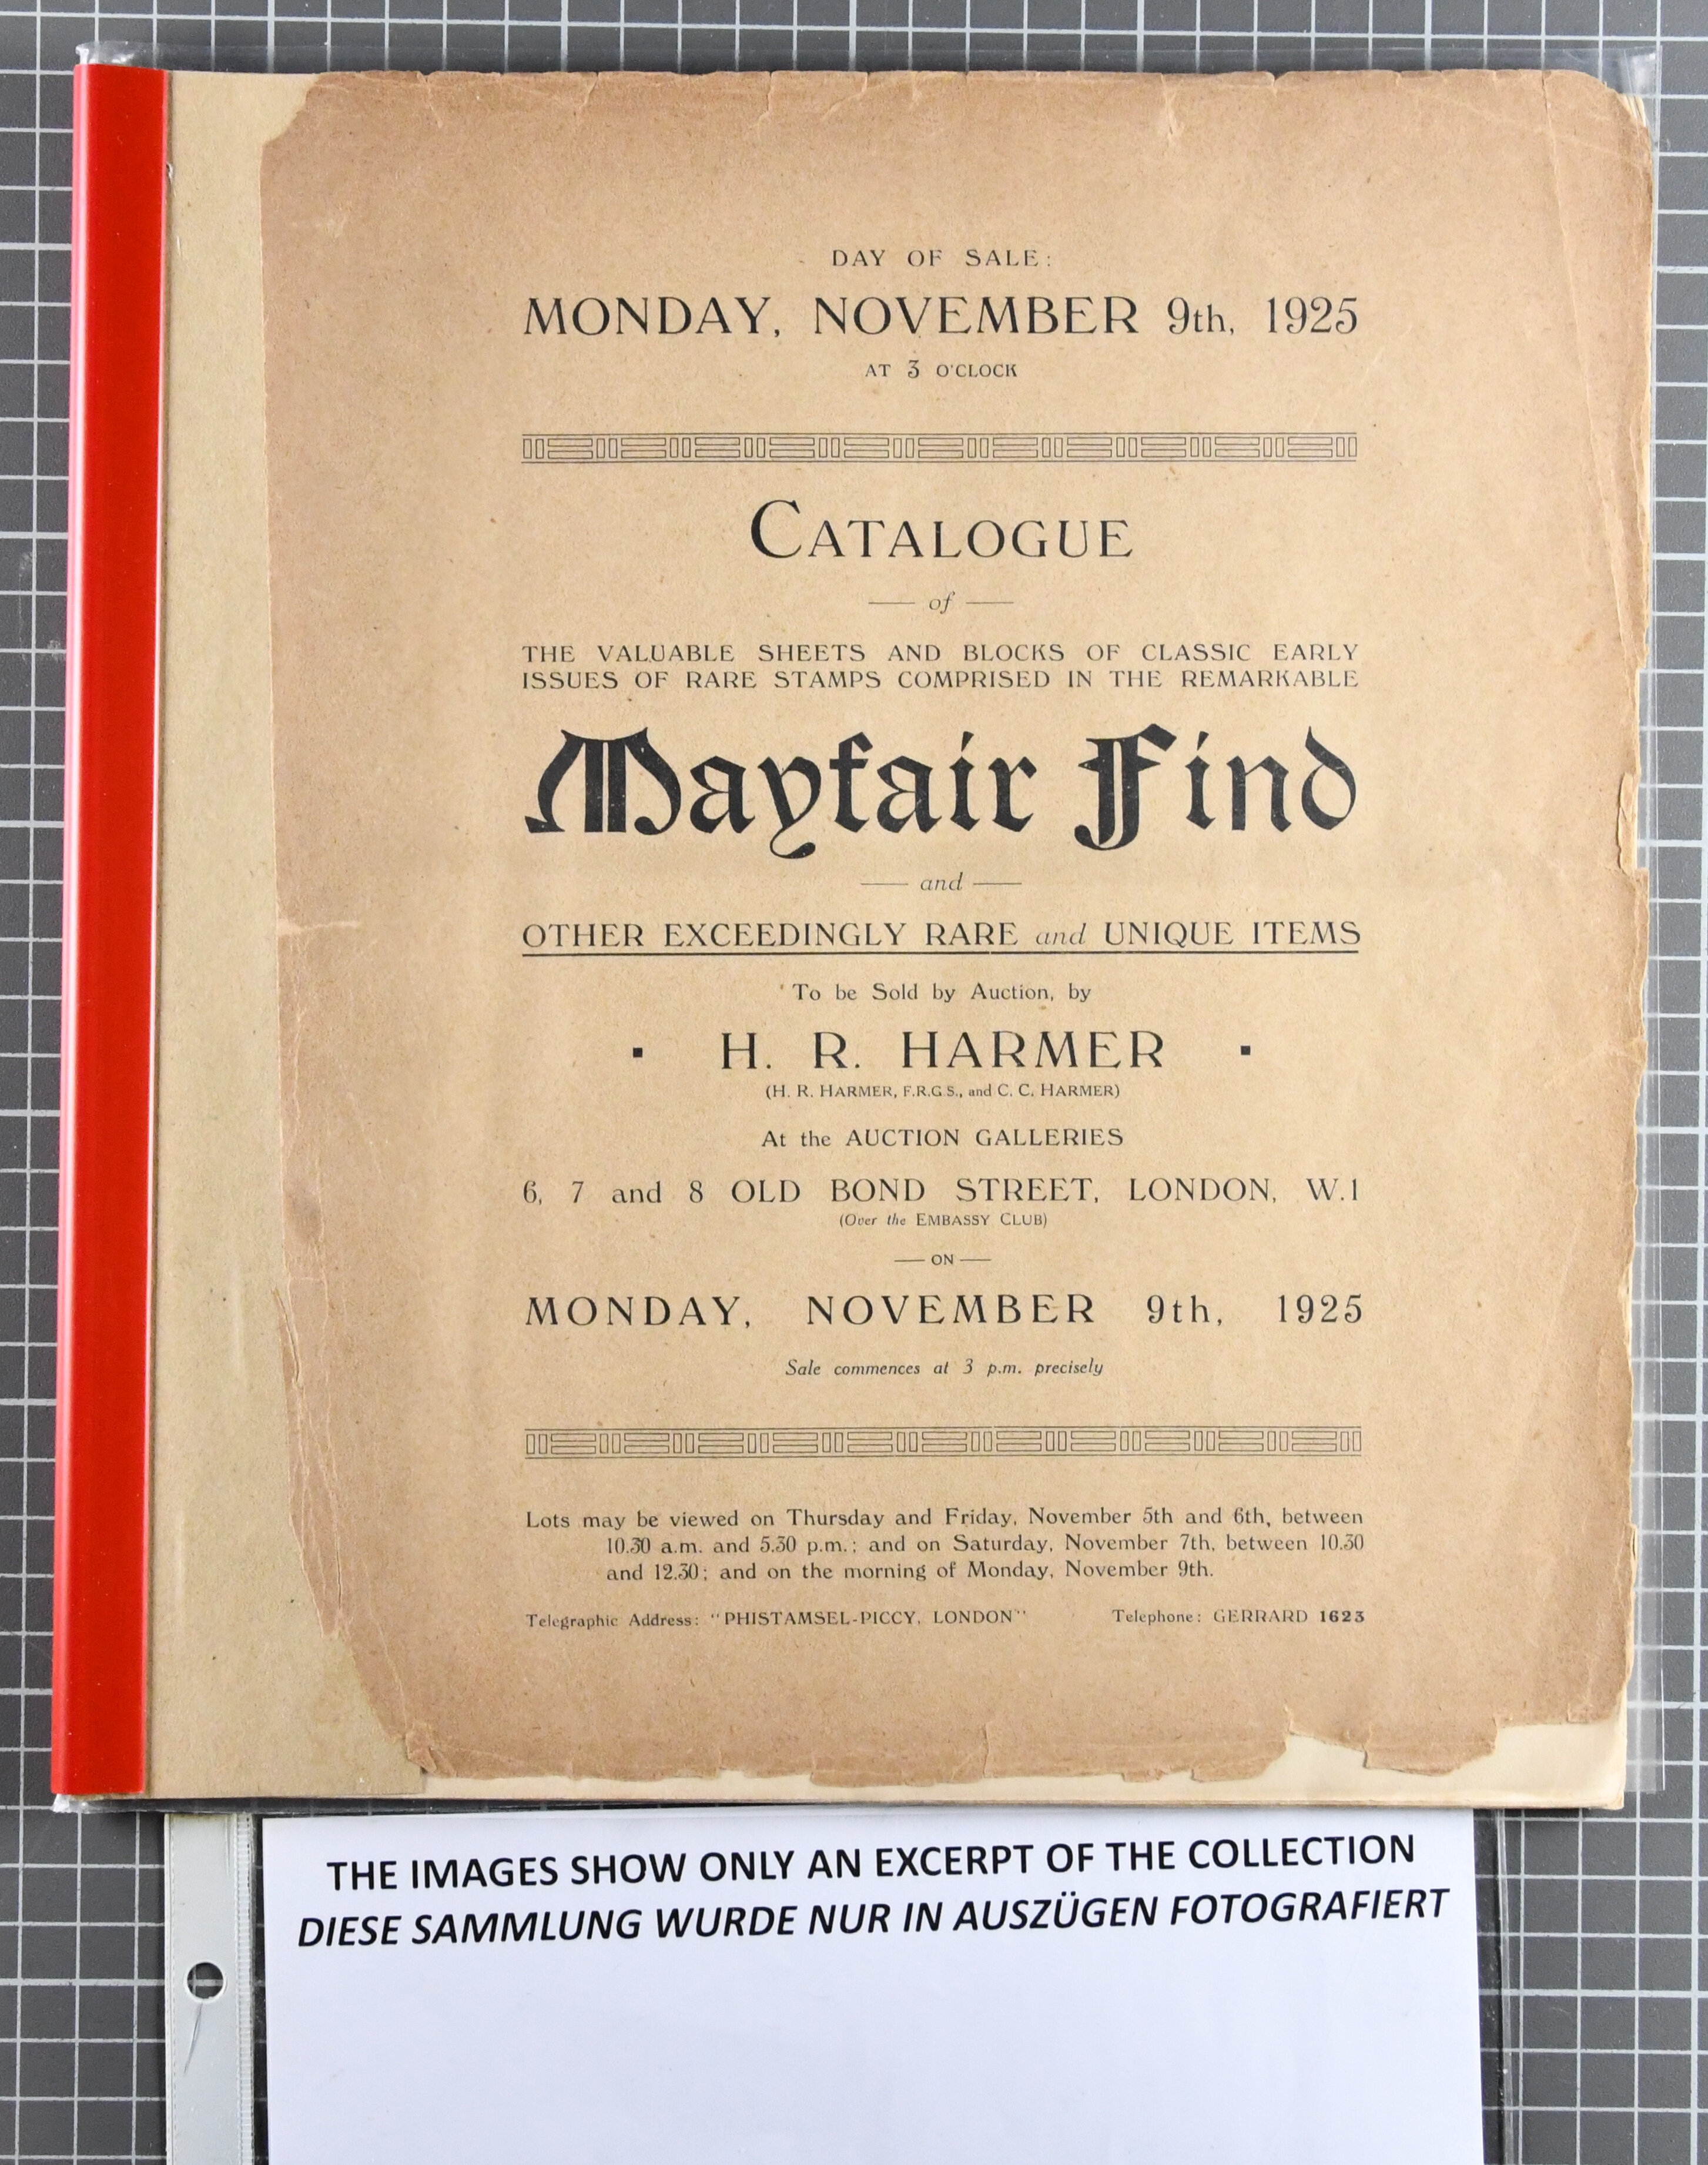 DAY OF SALE:
MONDAY, NOVEMBER 9th, 1925
AT 3 O'CLOCK
CATALOGUE
of
THE VALUABLE SHEETS AND BLOCKS OF CLASSIC EARLY
ISSUES OF RARE STAMPS COMPRISED IN THE REMARKABLE
Mayfair Find
and
OTHER EXCEEDINGLY RARE and UNIQUE ITEMS
To be Sold by Auction, by
H. R. HARMER
(H. R. HARMER, F.R.G.S., and C. C. HARMER)
At the AUCTION GALLERIES
6, 7 and 8 OLD BOND STREET, LONDON, W.1
(Over the EMBASSY CLUB)
ON
MONDAY, NOVEMBER 9th, 1925
Sale commences at 3 p.m. precisely
Lots may be viewed on Thursday and Friday, November 5th and 6th, between
10.30 a.m. and 5.30 p.m.; and on Saturday, November 7th, between 10.30
and 12.30; and on the morning of Monday, November 9th.
Telegraphic Address: "PHISTAMSEL-PICCY, LONDON" Telephone: GERRARD 1623
THE IMAGES SHOW ONLY AN EXCERPT OF THE COLLECTION
DIESE SAMMLUNG WURDE NUR IN AUSZÜGEN FOTOGRAFIERT